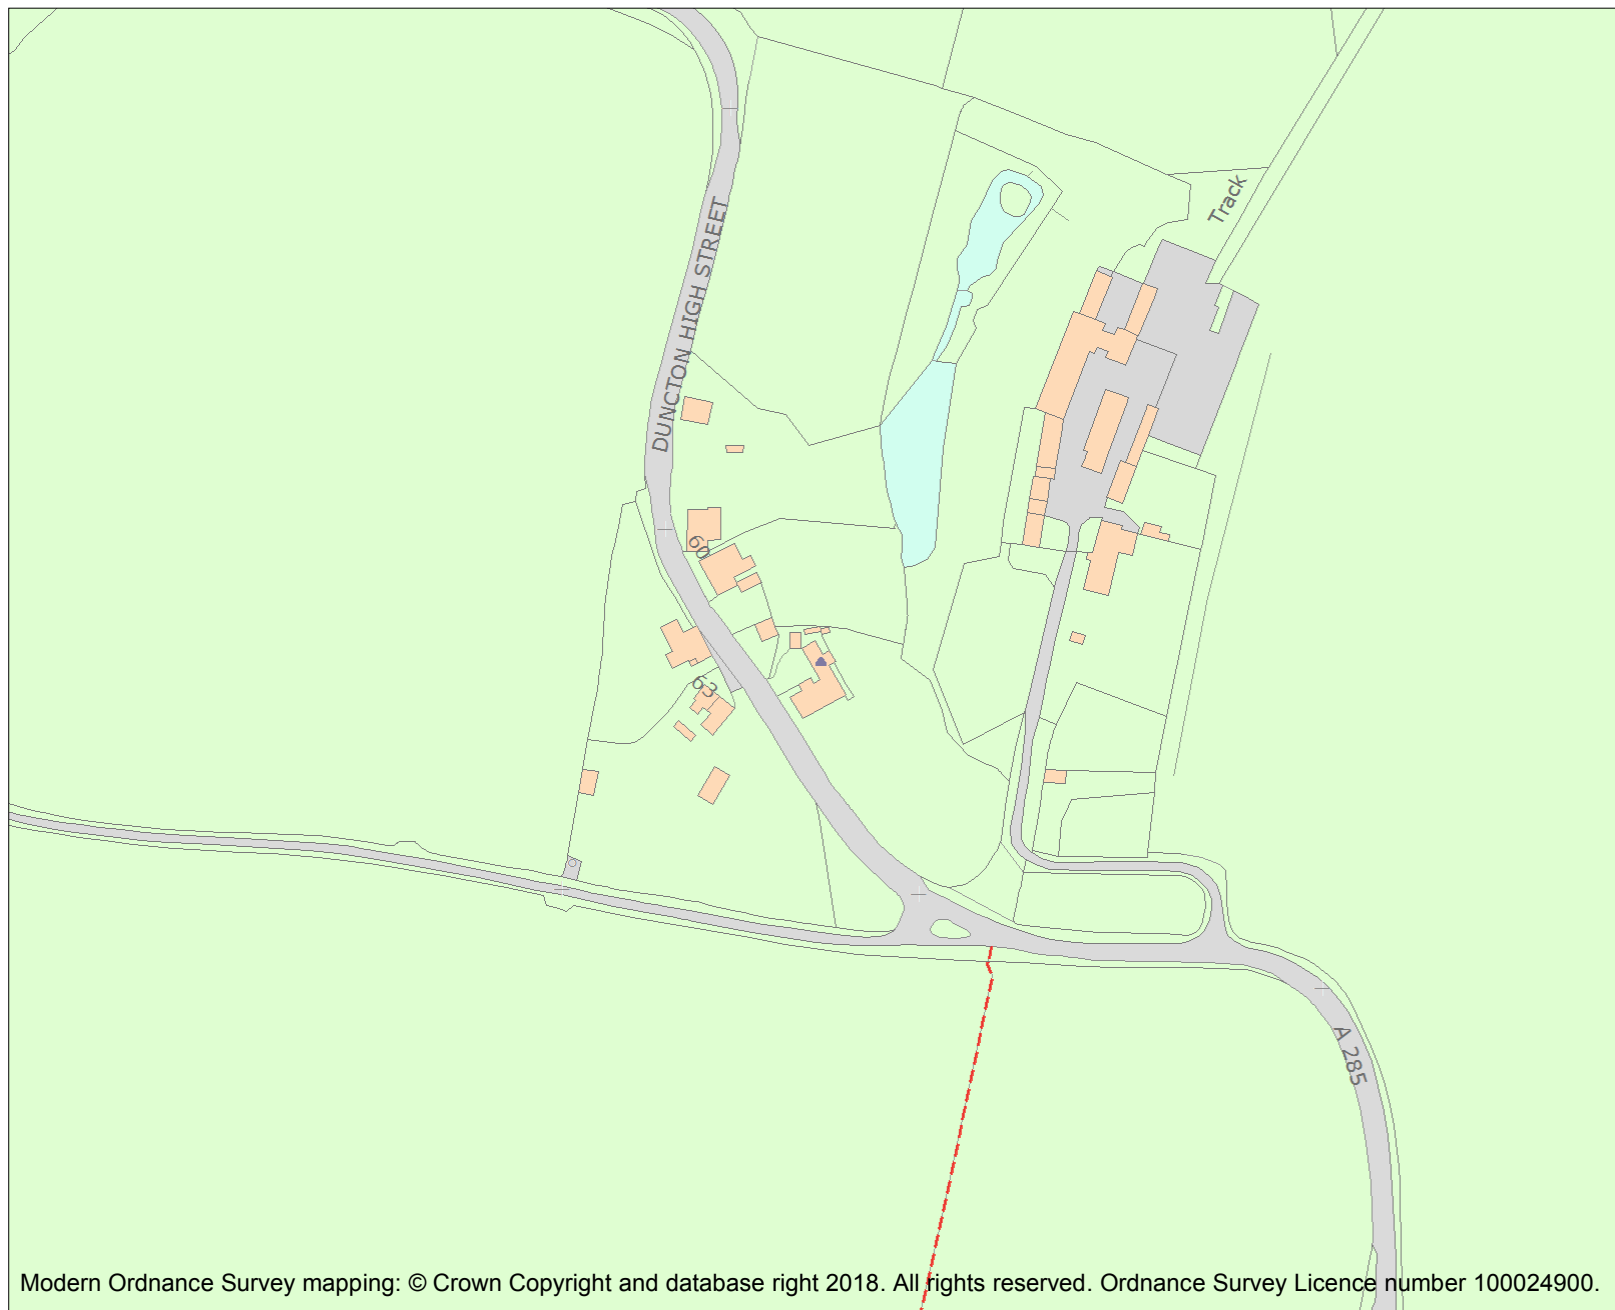 Track
DUNCTON HIGH STREET
60
63
A 285
Modern Ordnance Survey mapping: © Crown Copyright and database right 2018. All rights reserved. Ordnance Survey Licence number 100024900.